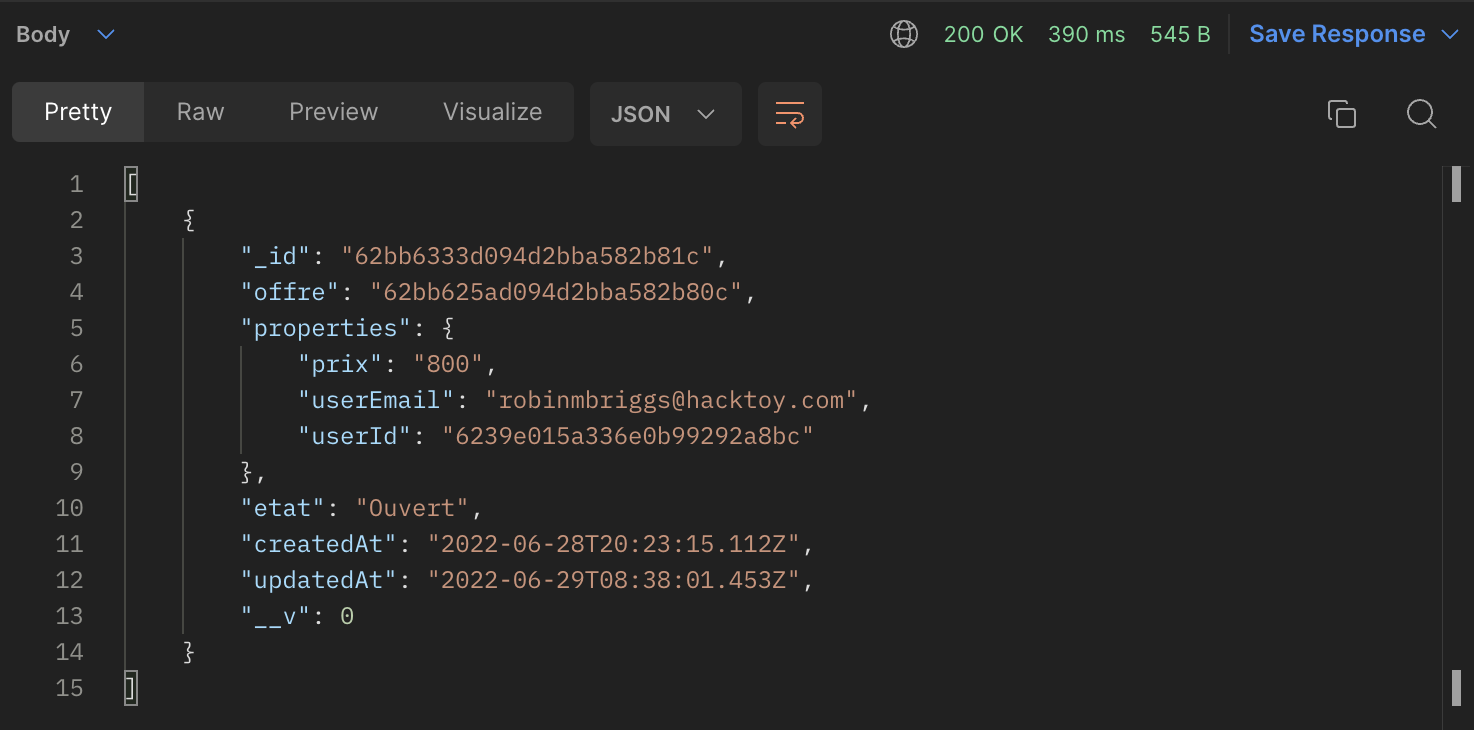 Body 200 OK 390 ms 545 B Save Response
Pretty Raw Preview Visualize JSON
1 [
2 {
3 "_id": "62bb6333d094d2bba582b81c",
4 "offre": "62bb625ad094d2bba582b80c",
5 "properties": {
6 "prix": "800",
7 "userEmail": "robinmbriggs@hacktoy.com",
8 "userId": "6239e015a336e0b99292a8bc"
9 },
10 "etat": "Ouvert",
11 "createdAt": "2022-06-28T20:23:15.112Z",
12 "updatedAt": "2022-06-29T08:38:01.453Z",
13 "__v": 0
14 }
15 ]